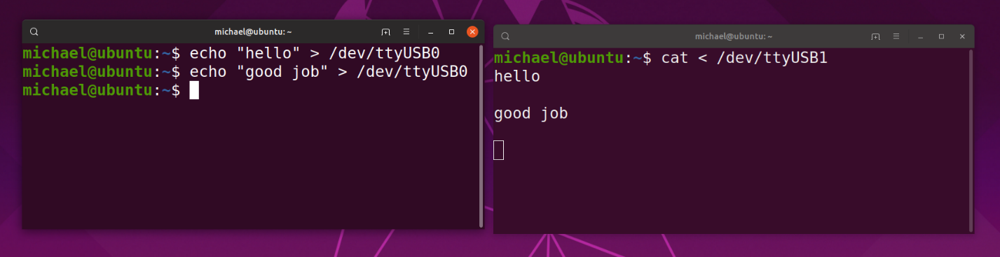 michael@ubuntu: ~
michael@ubuntu:~$ echo "hello" > /dev/ttyUSB0
michael@ubuntu:~$ echo "good job" > /dev/ttyUSB0
michael@ubuntu:~$
michael@ubuntu: ~
michael@ubuntu:~$ cat < /dev/ttyUSB1
hello
good job